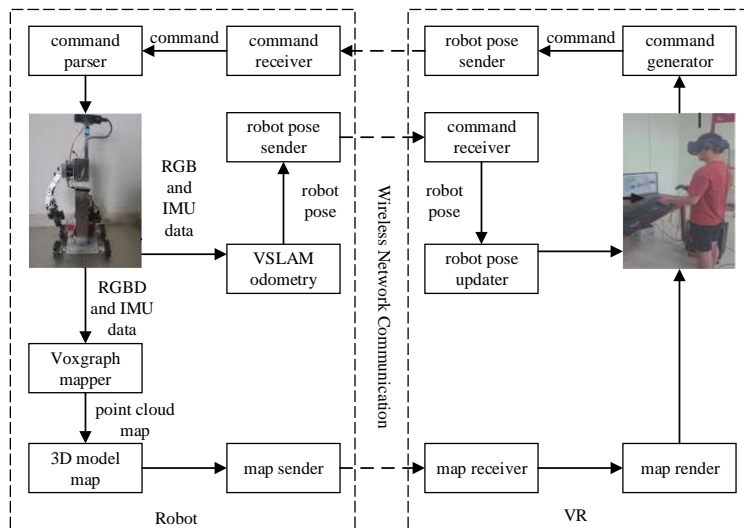 command
parser
command
command
receiver
robot pose
sender
command
command
generator
robot pose
sender
command
receiver
RGB
and
IMU
data
robot
pose
robot
pose
VSLAM
odometry
robot pose
updater
Wireless Network Communication
RGBD
and IMU
data
Voxgraph
mapper
point cloud
map
3D model
map
map sender
map receiver
map render
Robot
VR